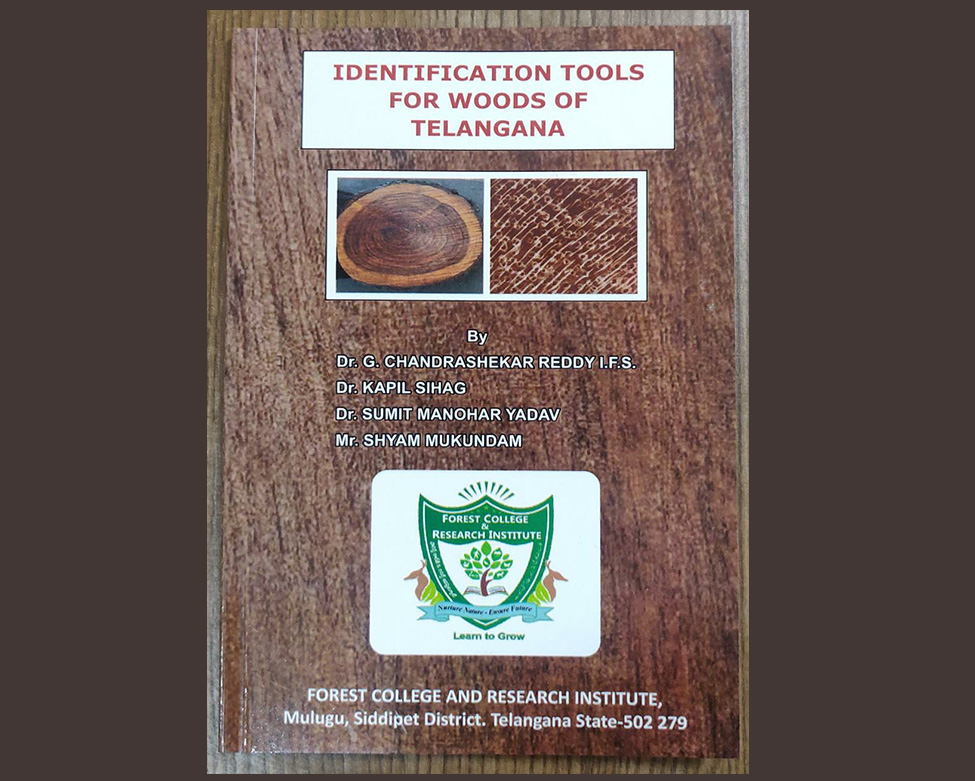 IDENTIFICATION TOOLS
FOR WOODS OF
TELANGANA
By
Dr. G. CHANDRASHEKAR REDDY I.F.S.
Dr. KAPIL SIHAG
Dr. SUMIT MANOHAR YADAV
Mr. SHYAM MUKUNDAM
FOREST COLLEGE
&
RESEARCH INSTITUTE
Nurture Nature - Ensure Future
Learn to Grow
FOREST COLLEGE AND RESEARCH INSTITUTE,
Mulugu, Siddipet District. Telangana State-502 279